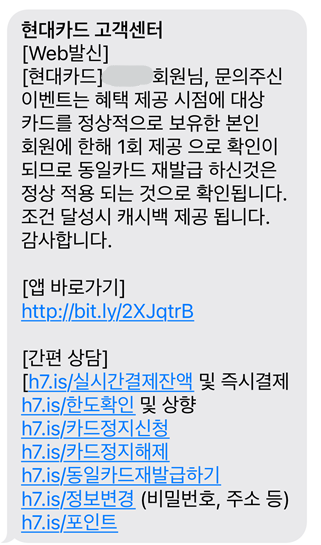 현대카드 고객센터
[Web발신]
[현대카드] 회원님, 문의주신
이벤트는 혜택 제공 시점에 대상
카드를 정상적으로 보유한 본인
회원에 한해 1회 제공 으로 확인이
되므로 동일카드 재발급 하신것은
정상 적용 되는 것으로 확인됩니다.
조건 달성시 캐시백 제공 됩니다.
감사합니다.
[앱 바로가기]
http://bit.ly/2XJqtrB
[간편 상담]
[h7.is/실시간결제잔액 및 즉시결제
h7.is/한도확인 및 상향
h7.is/카드정지신청
h7.is/카드정지해제
h7.is/동일카드재발급하기
h7.is/정보변경 (비밀번호, 주소 등)
h7.is/포인트